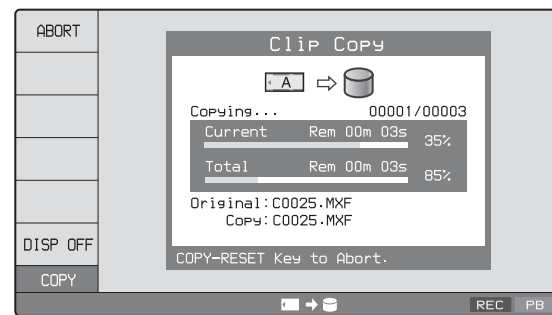 ABORT
Clip Copy
A
Copying... 00001/00003
Current Rem 00m 03s 35%
Total Rem 00m 03s 85%
Original:C0025.MXF
Copy:C0025.MXF
DISP OFF
COPY-RESET Key to Abort.
COPY
REC PB